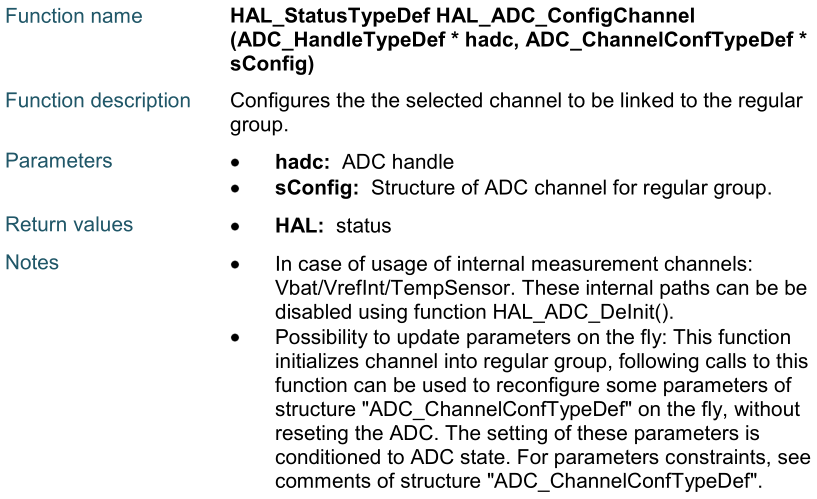 Function name HAL_StatusTypeDef HAL_ADC_ConfigChannel
(ADC_HandleTypeDef * hadc, ADC_ChannelConfTypeDef *
sConfig)
Function description Configures the the selected channel to be linked to the regular
group.
Parameters • hadc: ADC handle
• sConfig: Structure of ADC channel for regular group.
Return values • HAL: status
Notes • In case of usage of internal measurement channels:
Vbat/VrefInt/TempSensor. These internal paths can be be
disabled using function HAL_ADC_DeInit().
• Possibility to update parameters on the fly: This function
initializes channel into regular group, following calls to this
function can be used to reconfigure some parameters of
structure "ADC_ChannelConfTypeDef" on the fly, without
reseting the ADC. The setting of these parameters is
conditioned to ADC state. For parameters constraints, see
comments of structure "ADC_ChannelConfTypeDef".